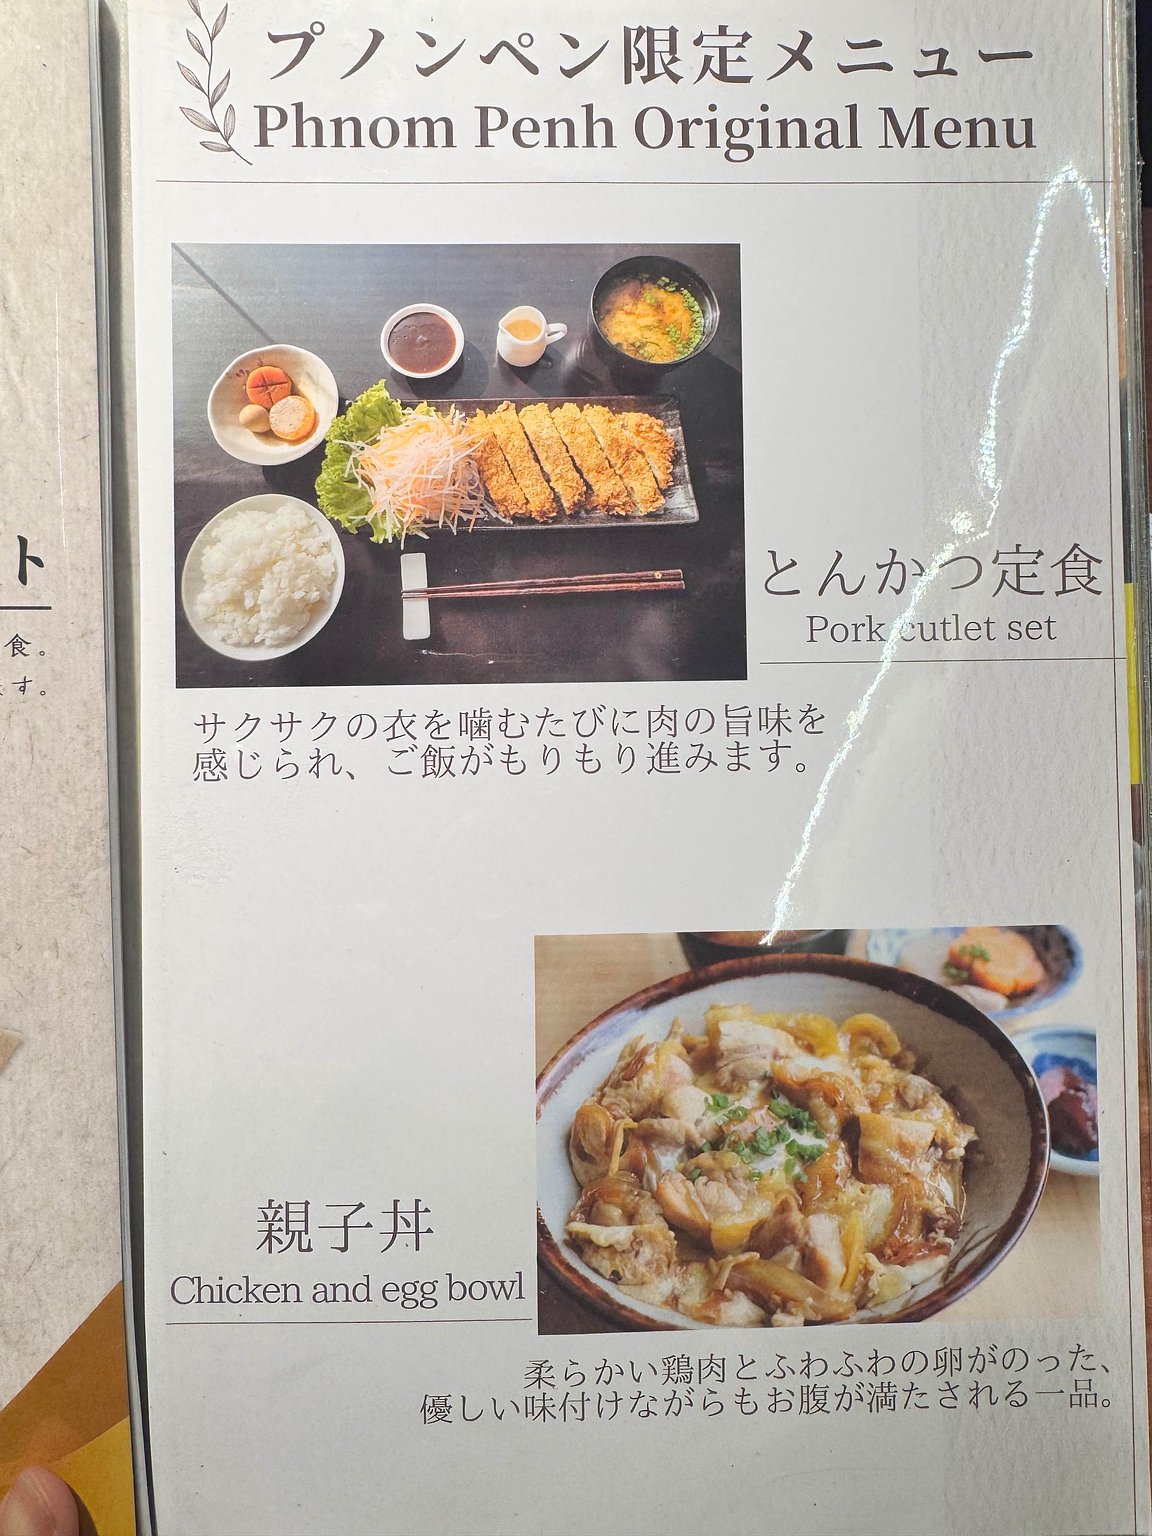 プノンペン限定メニュー
Phnom Penh Original Menu
とんかつ定食
Pork cutlet set
サクサクの衣を噛むたびに肉の旨味を
感じられ、ご飯がもりもり進みます。
親子丼
Chicken and egg bowl
柔らかい鶏肉とふわふわの卵がのった、
優しい味付けながらもお腹が満たされる一品。
ト
食。
ます。